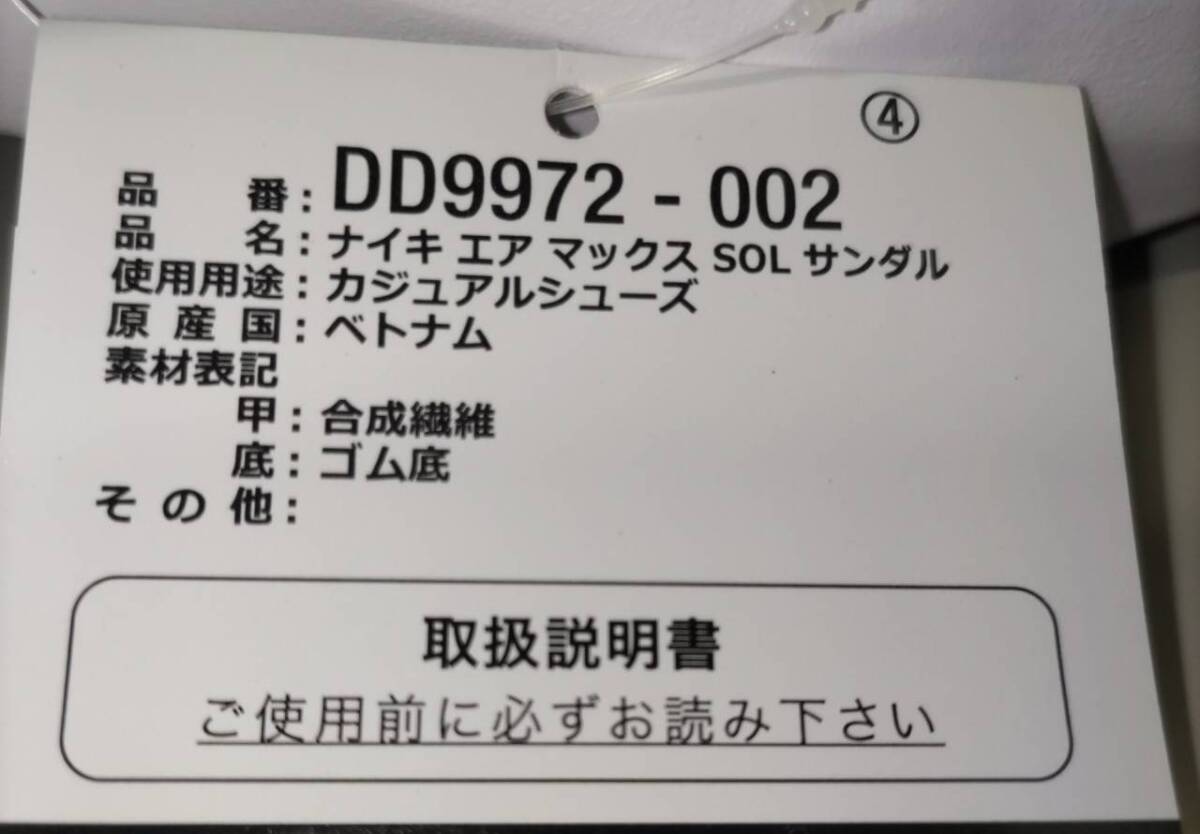 ④
品番:DD9972-002
品名:ナイキ エア マックス SOL サンダル
使用用途:カジュアルシューズ
原産国:ベトナム
素材表記
甲:合成繊維
底:ゴム底
その他:
取扱説明書
ご使用前に必ずお読み下さい